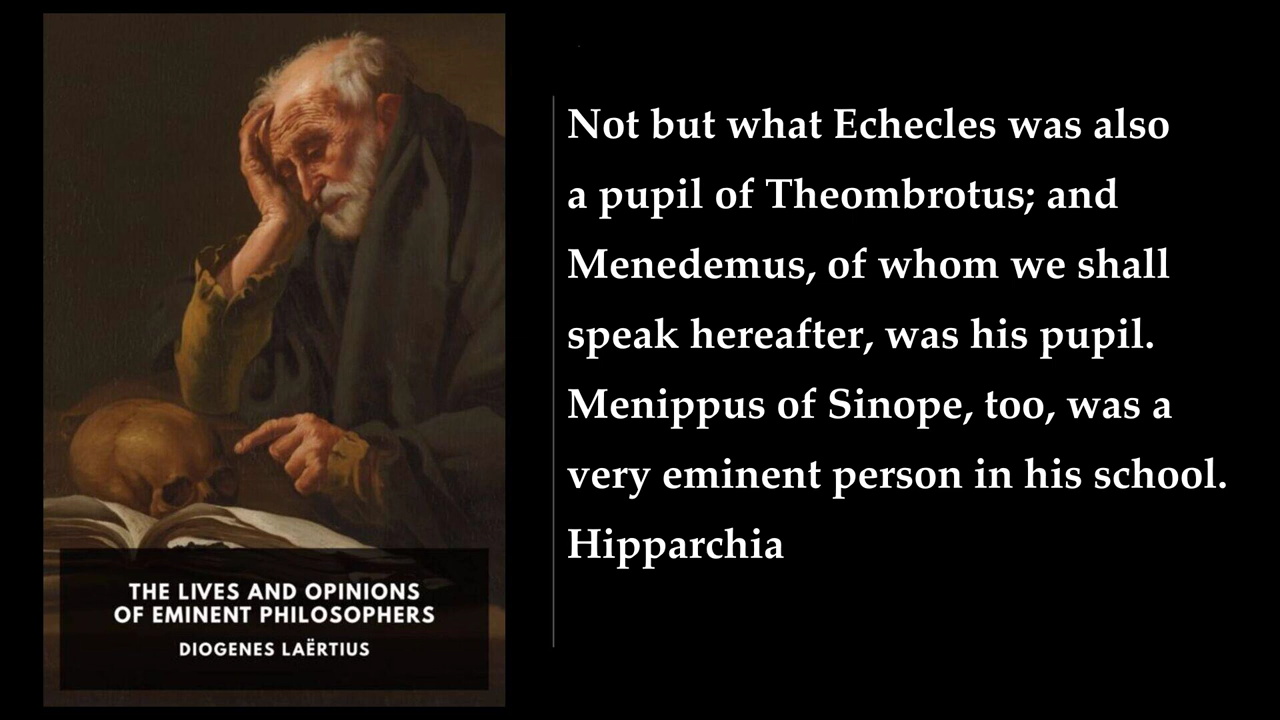 THE LIVES AND OPINIONS
OF EMINENT PHILOSOPHERS
DIOGENES LAËRTIUS
Not but what Echecles was also
a pupil of Theombrotus; and
Menedemus, of whom we shall
speak hereafter, was his pupil.
Menippus of Sinope, too, was a
very eminent person in his school.
Hipparchia